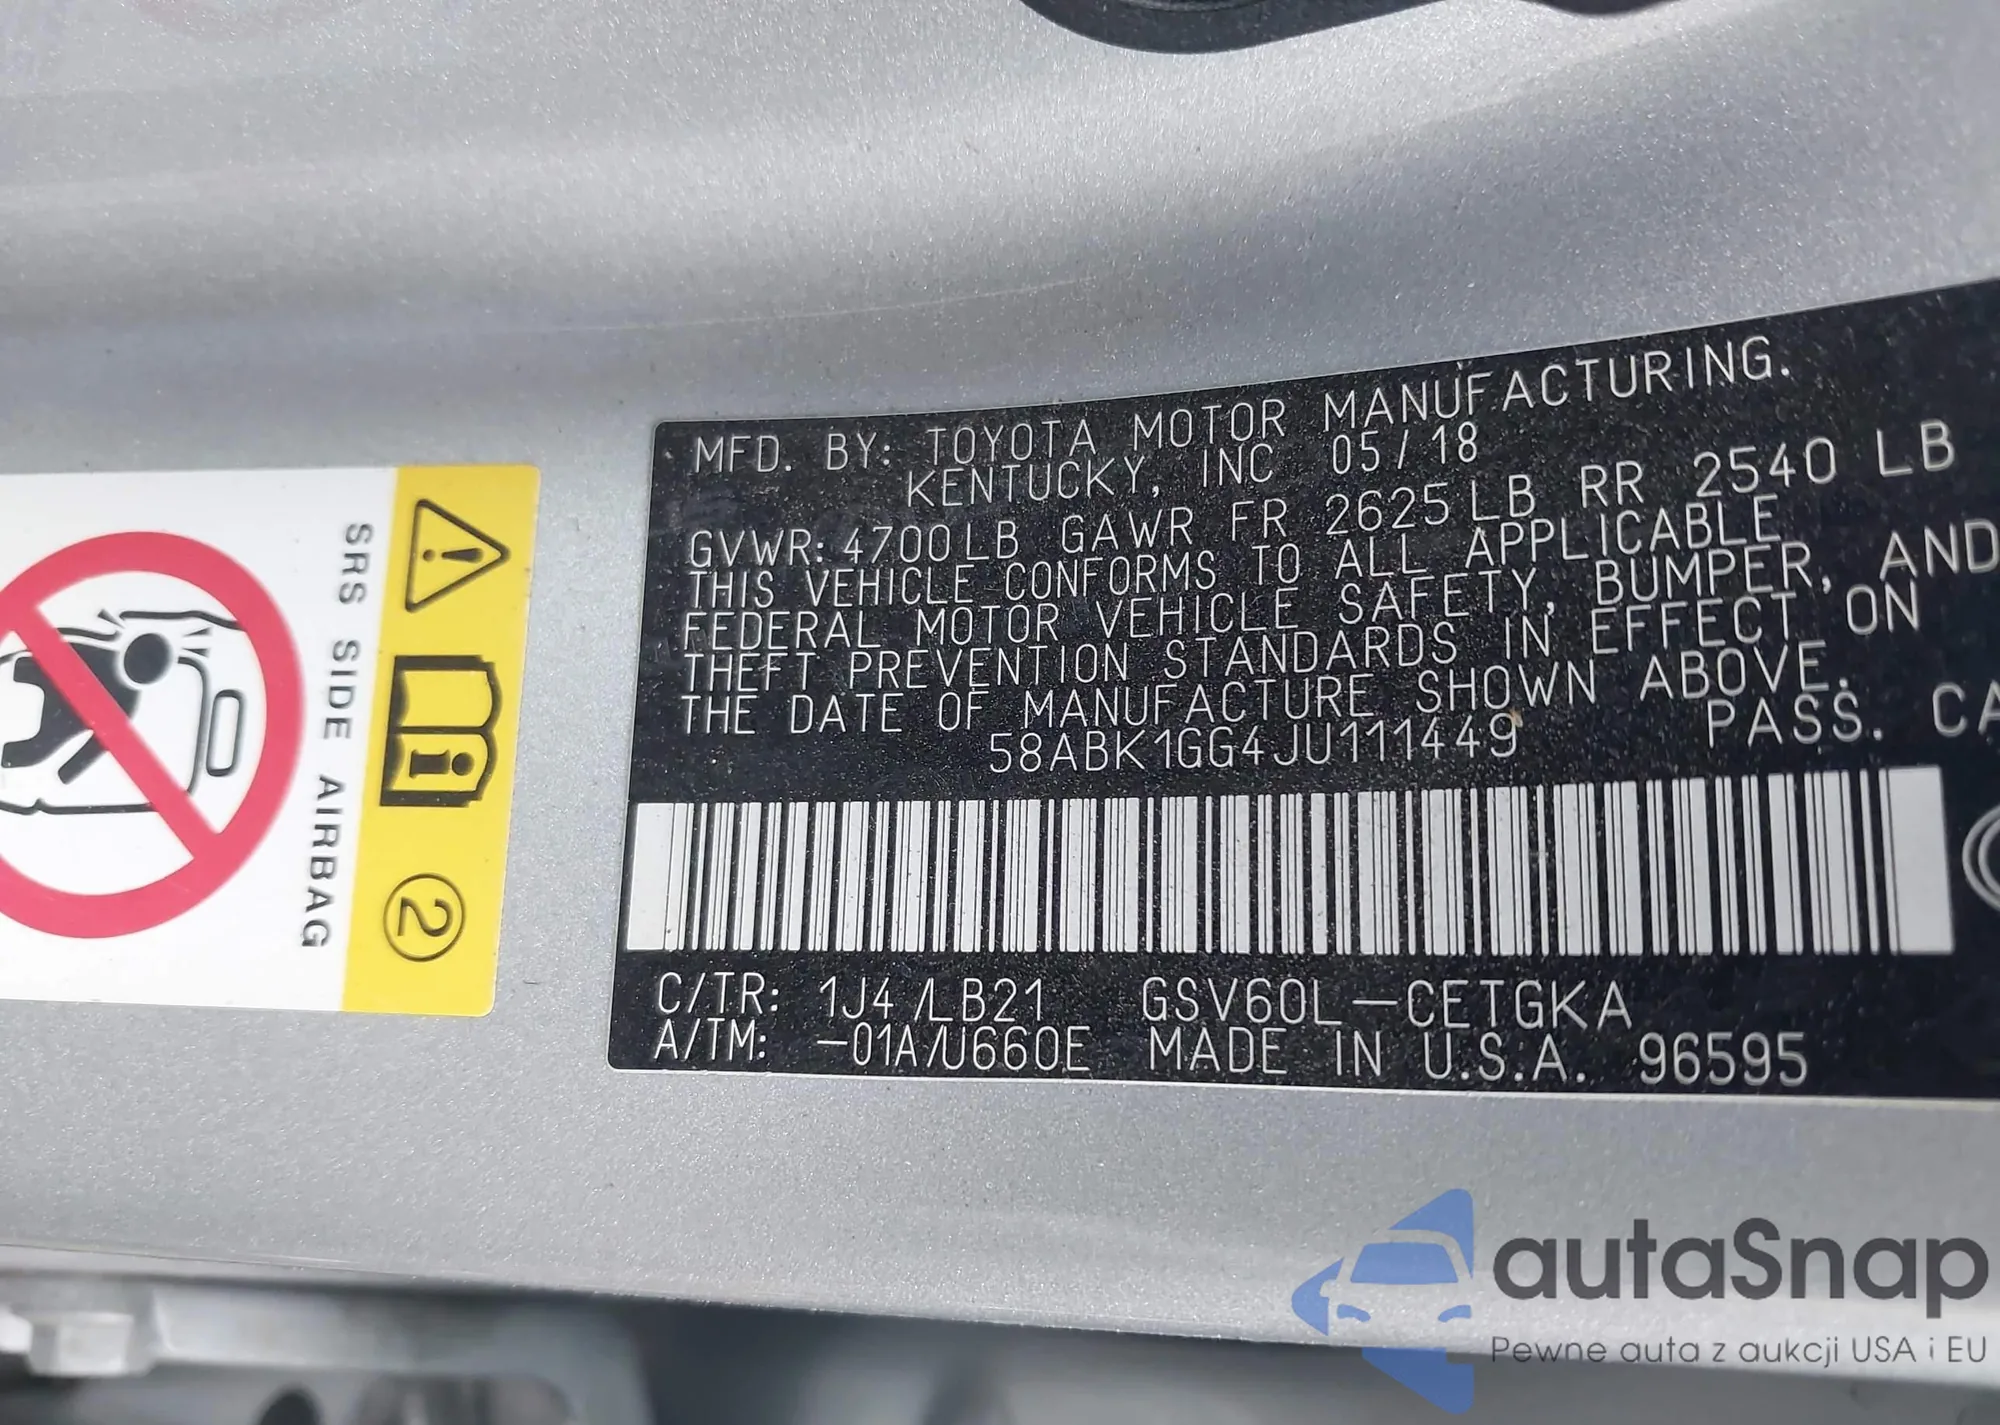 MFD. BY: TOYOTA MOTOR MANUFACTURING.
KENTUCKY, INC 05/18
GVWR: 4700LB GAWR FR 2625LB RR 2540 LB
THIS VEHICLE CONFORMS TO ALL APPLICABLE
FEDERAL MOTOR VEHICLE SAFETY, BUMPER, AND
THEFT PREVENTION STANDARDS IN EFFECT ON
THE DATE OF MANUFACTURE SHOWN ABOVE.
58ABK1GG4JU111449 PASS. CA
C/TR: 1J4/LB21 GSV60L-CETGKA
A/TM: -01A/U660E MADE IN U.S.A. 96595
SRS SIDE AIRBAG
2
autaSnap
Pewne auta z aukcji USA i EU